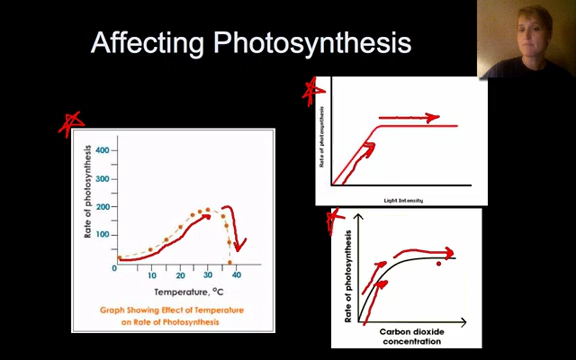 Affecting Photosynthesis
Rate of photosynthesis
400
300
200
100
0
10
20
30
40
Temperature, °C
Graph Showing Effect of Temperature
on Rate of Photosynthesis
Rate of photosynthesis
Light Intensity
Rate of photosynthesis
Carbon dioxide
concentration